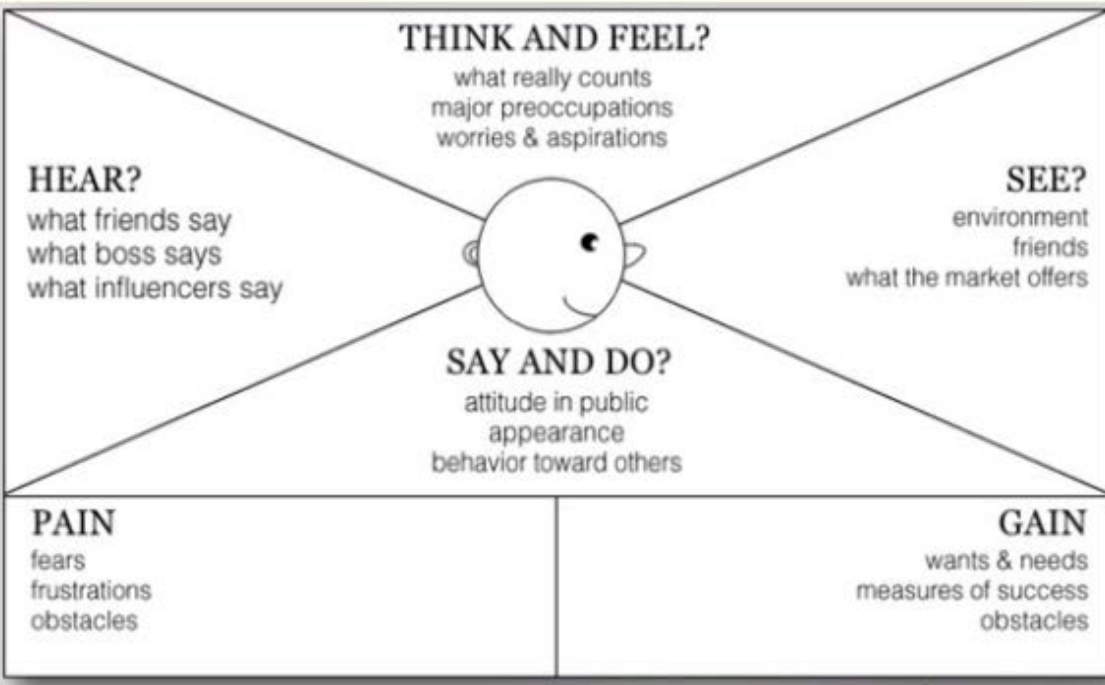 THINK AND FEEL?
what really counts
major preoccupations
worries & aspirations
HEAR?
what friends say
what boss says
what influencers say
SEE?
environment
friends
what the market offers
SAY AND DO?
attitude in public
appearance
behavior toward others
PAIN
fears
frustrations
obstacles
GAIN
wants & needs
measures of success
obstacles